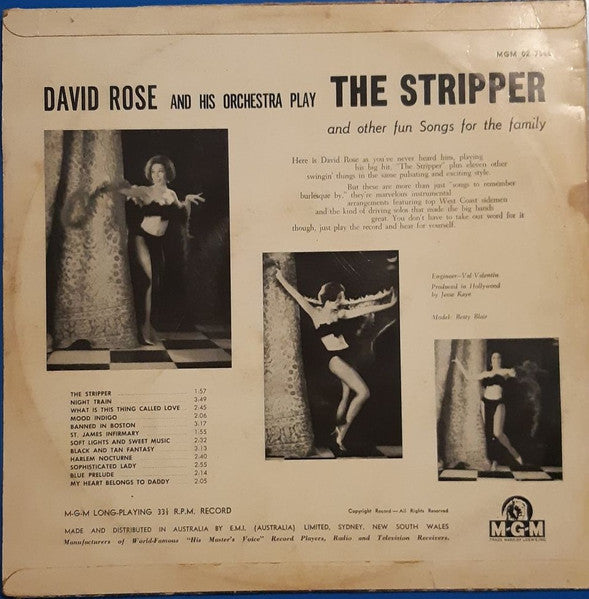 MGM 02
DAVID ROSE AND HIS ORCHESTRA PLAY THE STRIPPER
and other fun Songs for the family
Here is David Rose as you've never heard him, playing
his big hit "The Stripper" plus eleven other
swingin' things in the same pulsating and exciting style.
But these are more than just "songs to remember
burlesque by," they're marvelous instrumental
arrangements featuring top West Coast sidemen
and the kind of driving solos that made the big bands
great. You don't have to take out word for it
though, just play the record and hear for yourself.
Engineer—Val Valentin
Produced in Hollywood
by Jesse Kaye
Model: Betty Blair
THE STRIPPER 1·57
NIGHT TRAIN 3·49
WHAT IS THIS THING CALLED LOVE 2·45
MOOD INDIGO 2·06
BANNED IN BOSTON 3·17
ST. JAMES INFIRMARY 1·55
SOFT LIGHTS AND SWEET MUSIC 2·32
BLACK AND TAN FANTASY 3·13
HARLEM NOCTURNE 2·40
SOPHISTICATED LADY 2·55
BLUE PRELUDE 2·14
MY HEART BELONGS TO DADDY 2·05
M-G-M LONG-PLAYING 33⅓ R.P.M. RECORD
Copyright Record — All Rights Reserved
MADE AND DISTRIBUTED IN AUSTRALIA BY E.M.I. (AUSTRALIA) LIMITED, SYDNEY, NEW SOUTH WALES
Manufacturers of World-Famous "His Master's Voice" Record Players, Radio and Television Receivers.
M-G-M
TRADE MARK BY LOEW'S INC